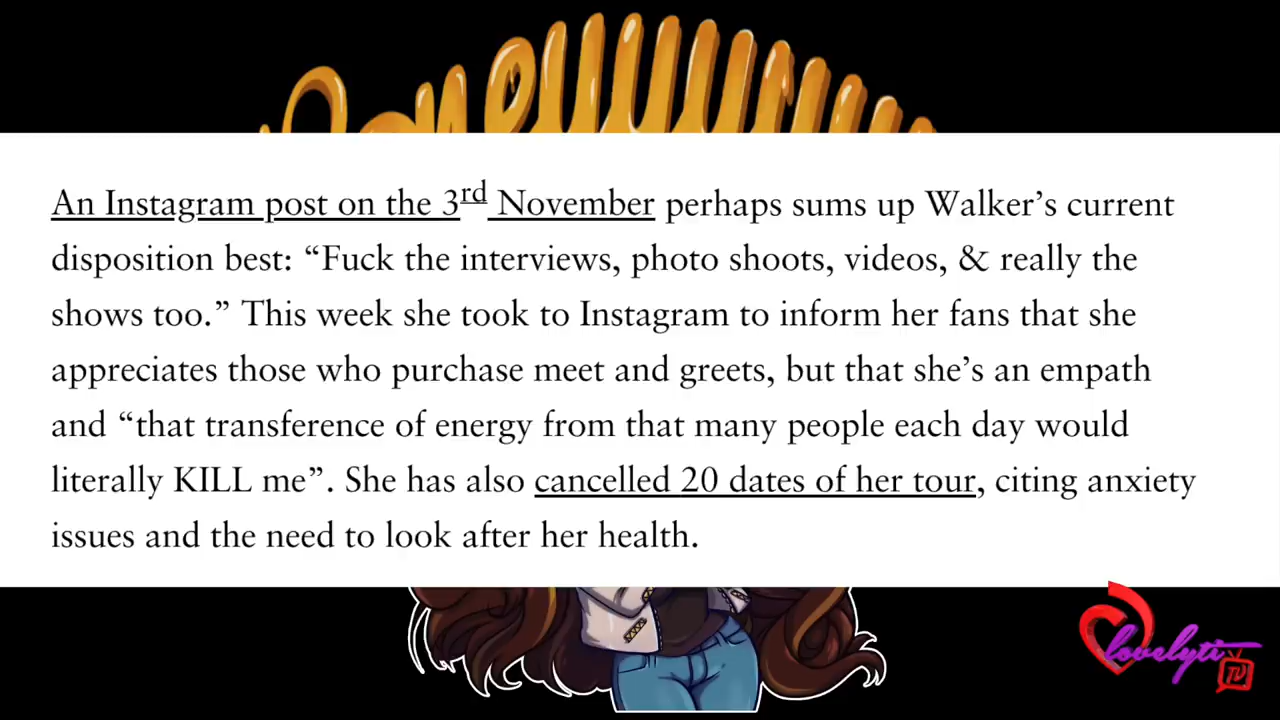 An Instagram post on the 3rd November perhaps sums up Walker’s current
disposition best: “Fuck the interviews, photo shoots, videos, & really the
shows too.” This week she took to Instagram to inform her fans that she
appreciates those who purchase meet and greets, but that she’s an empath
and “that transference of energy from that many people each day would
literally KILL me”. She has also cancelled 20 dates of her tour, citing anxiety
issues and the need to look after her health.
lovelyti
TV